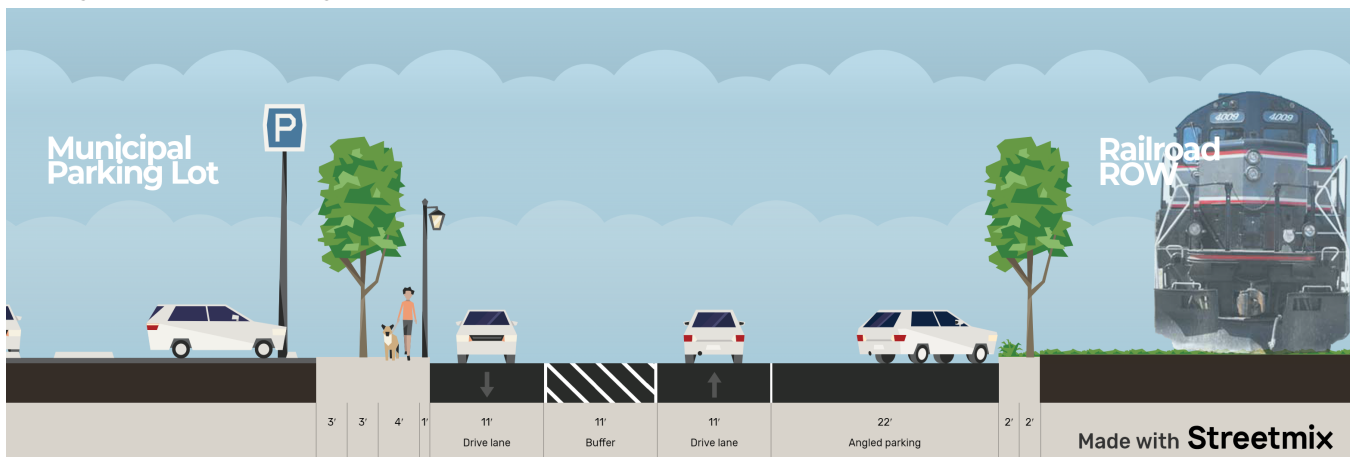 Municipal
Parking Lot
P
Railroad
ROW
4009 4009
3′ 3′ 4′ 1′ 11′ 11′ 11′ 22′ 2′ 2′
Drive lane Buffer Drive lane Angled parking
Made with Streetmix